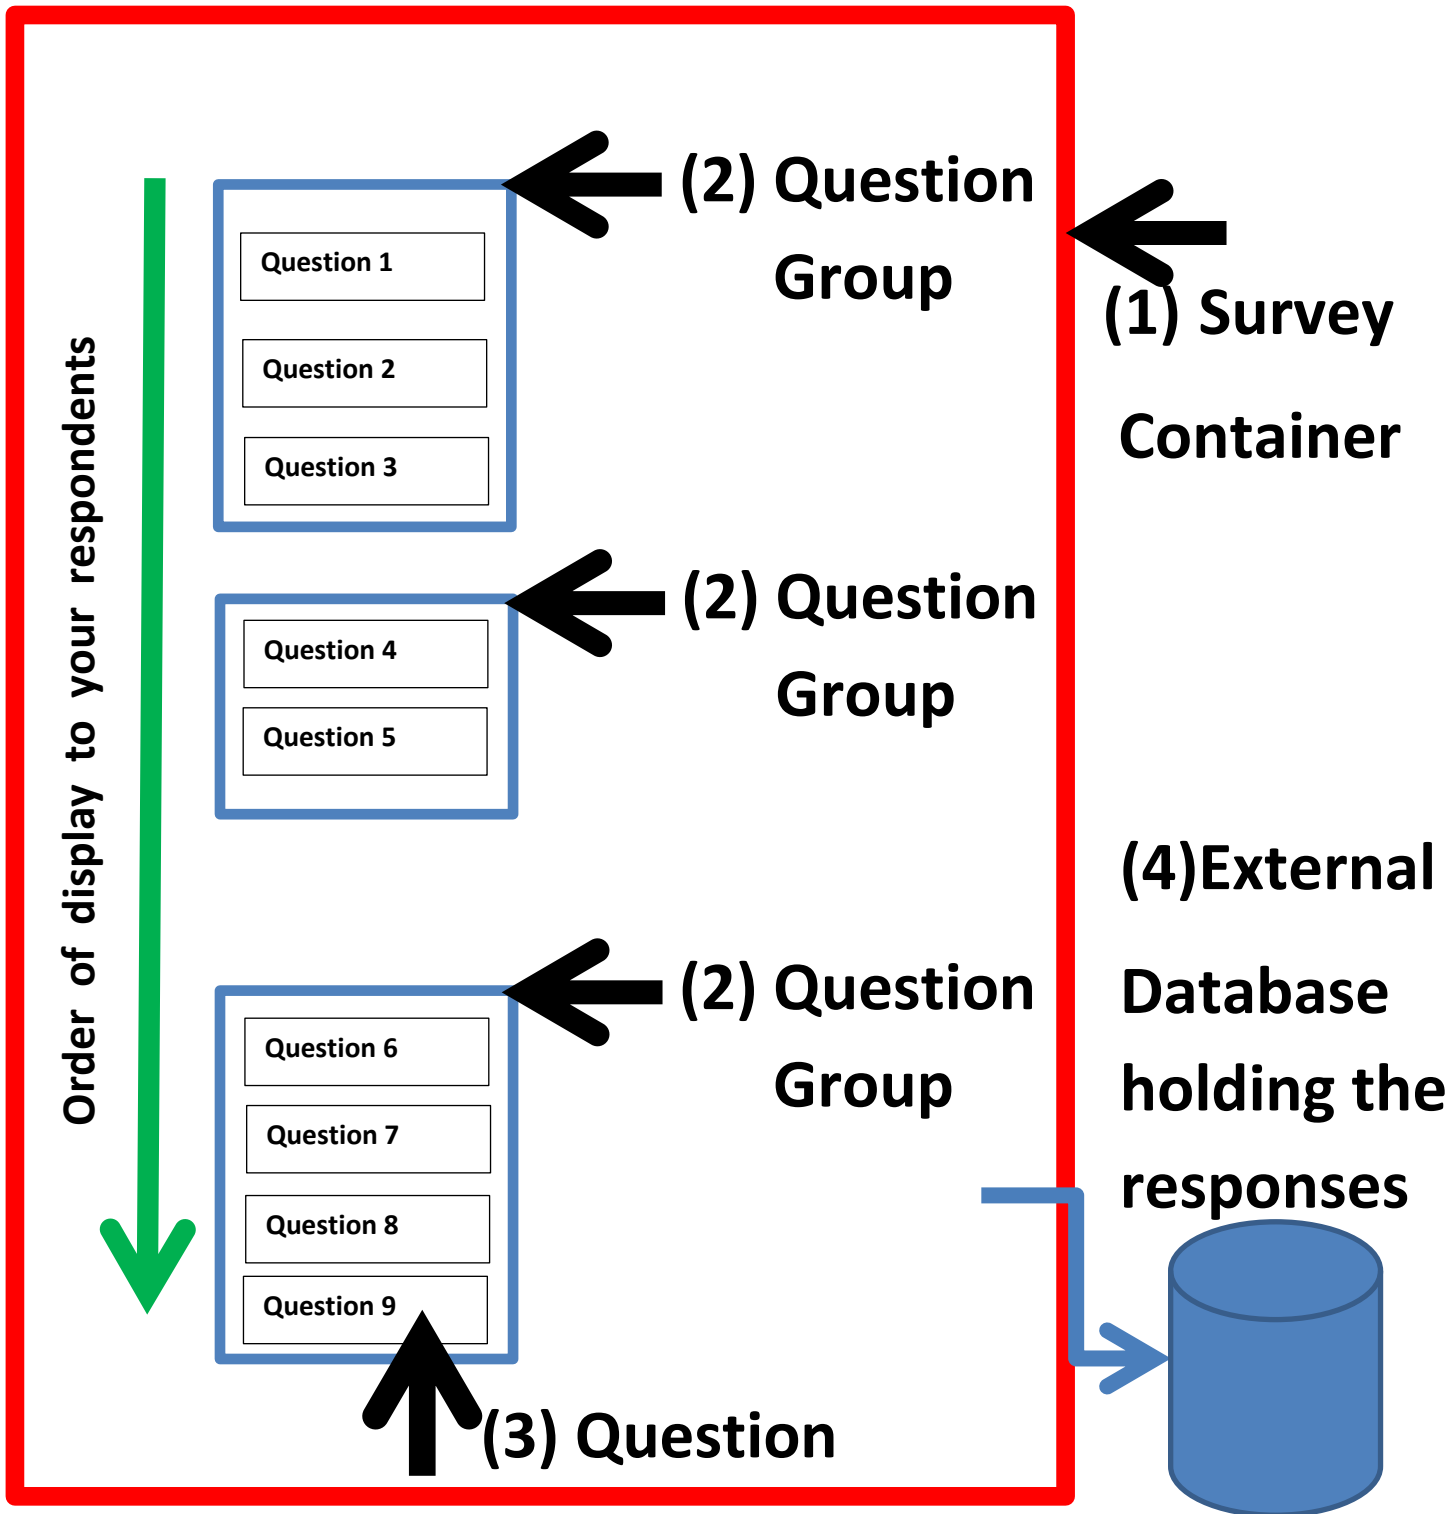 Order of display to your respondents
Question 1
Question 2
Question 3
(2) Question
Group
(1) Survey
Container
Question 4
Question 5
(2) Question
Group
Question 6
Question 7
Question 8
Question 9
(2) Question
Group
(3) Question
(4)External
Database
holding the
responses